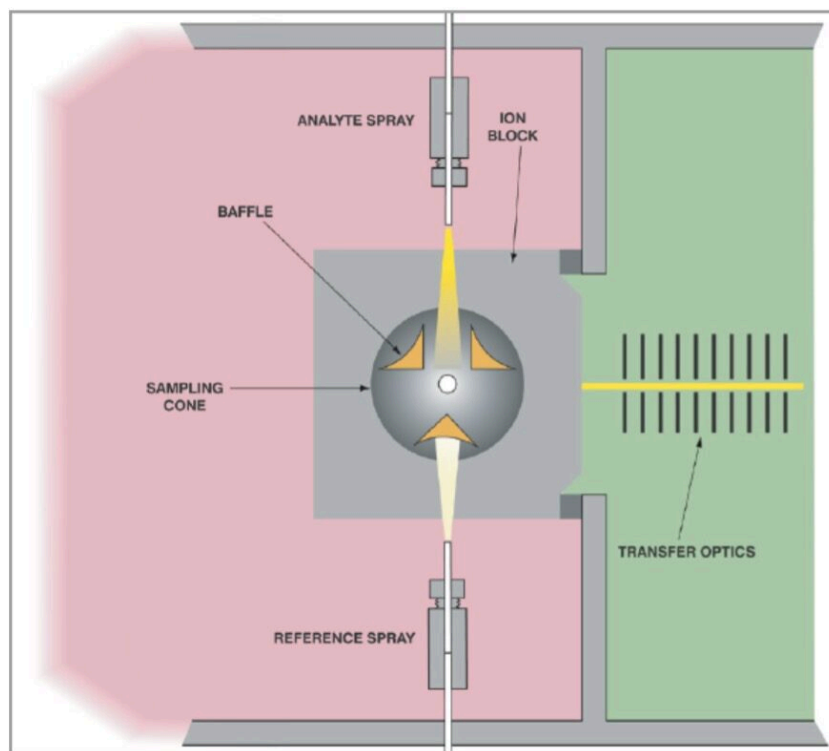 ANALYTE SPRAY
ION
BLOCK
BAFFLE
SAMPLING
CONE
TRANSFER OPTICS
REFERENCE SPRAY